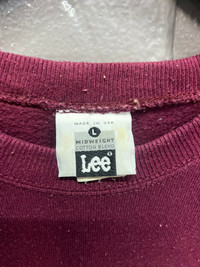 MADE IN USA
L
MIDWEIGHT
COTTON BLEND
Lee